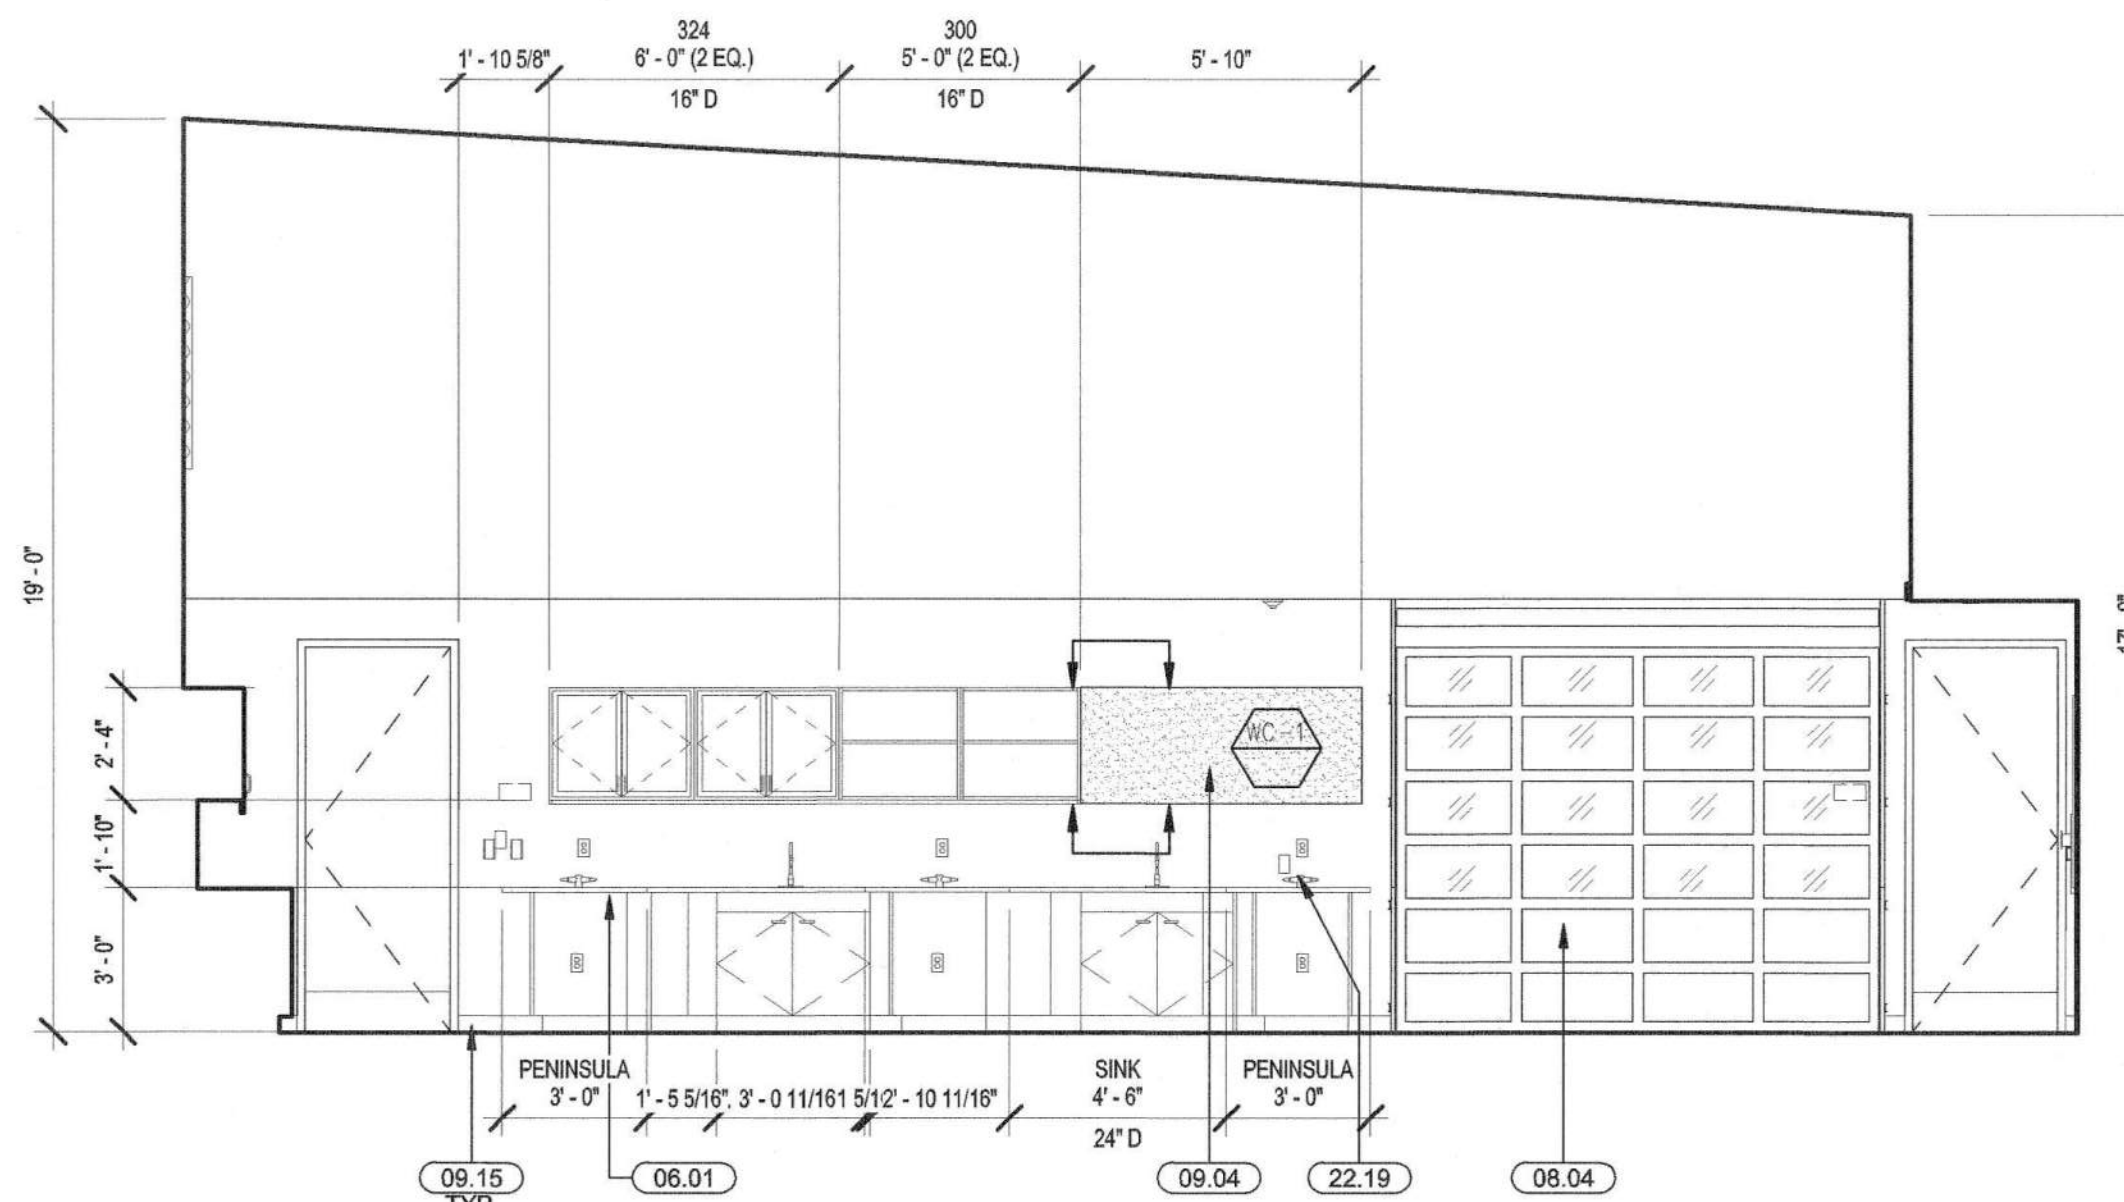 324
300
1' - 10 5/8"
6' - 0" (2 EQ.)
5' - 0" (2 EQ.)
5' - 10"
16" D
16" D
19' - 0"
2' - 4"
1' - 10"
3' - 0"
WC - 1
PENINSULA
3' - 0"
1' - 5 5/16"
3' - 0 11/16
1 5/1
2' - 10 11/16"
SINK
4' - 6"
24" D
PENINSULA
3' - 0"
09.15
TYP
06.01
09.04
22.19
08.04